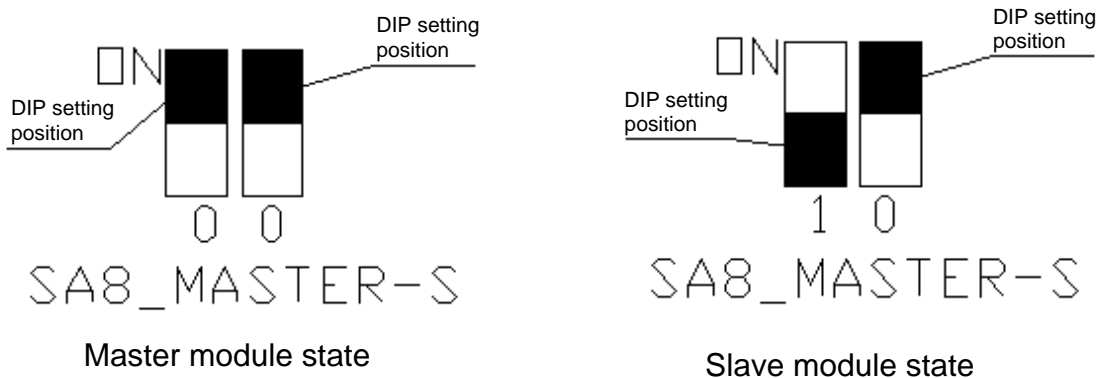 DIP setting
position
ON
DIP setting
position
0 0
SA8_MASTER-S
Master module state
DIP setting
position
ON
DIP setting
position
1 0
SA8_MASTER-S
Slave module state